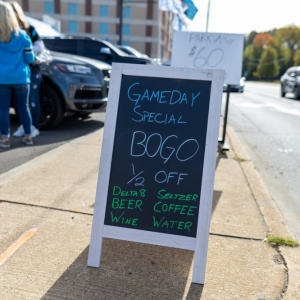 PARKING
$60
GAMEDAY
SPECIAL
BOGO
½ OFF
DELTA8 SELTZER
BEER COFFEE
WINE WATER